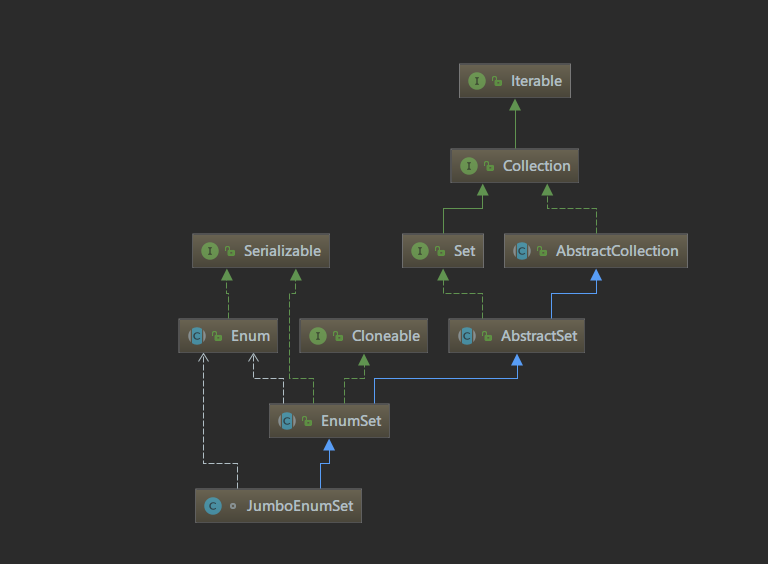 I Iterable
I Collection
I Serializable
I Set
C AbstractCollection
C Enum
I Cloneable
C AbstractSet
C EnumSet
C JumboEnumSet